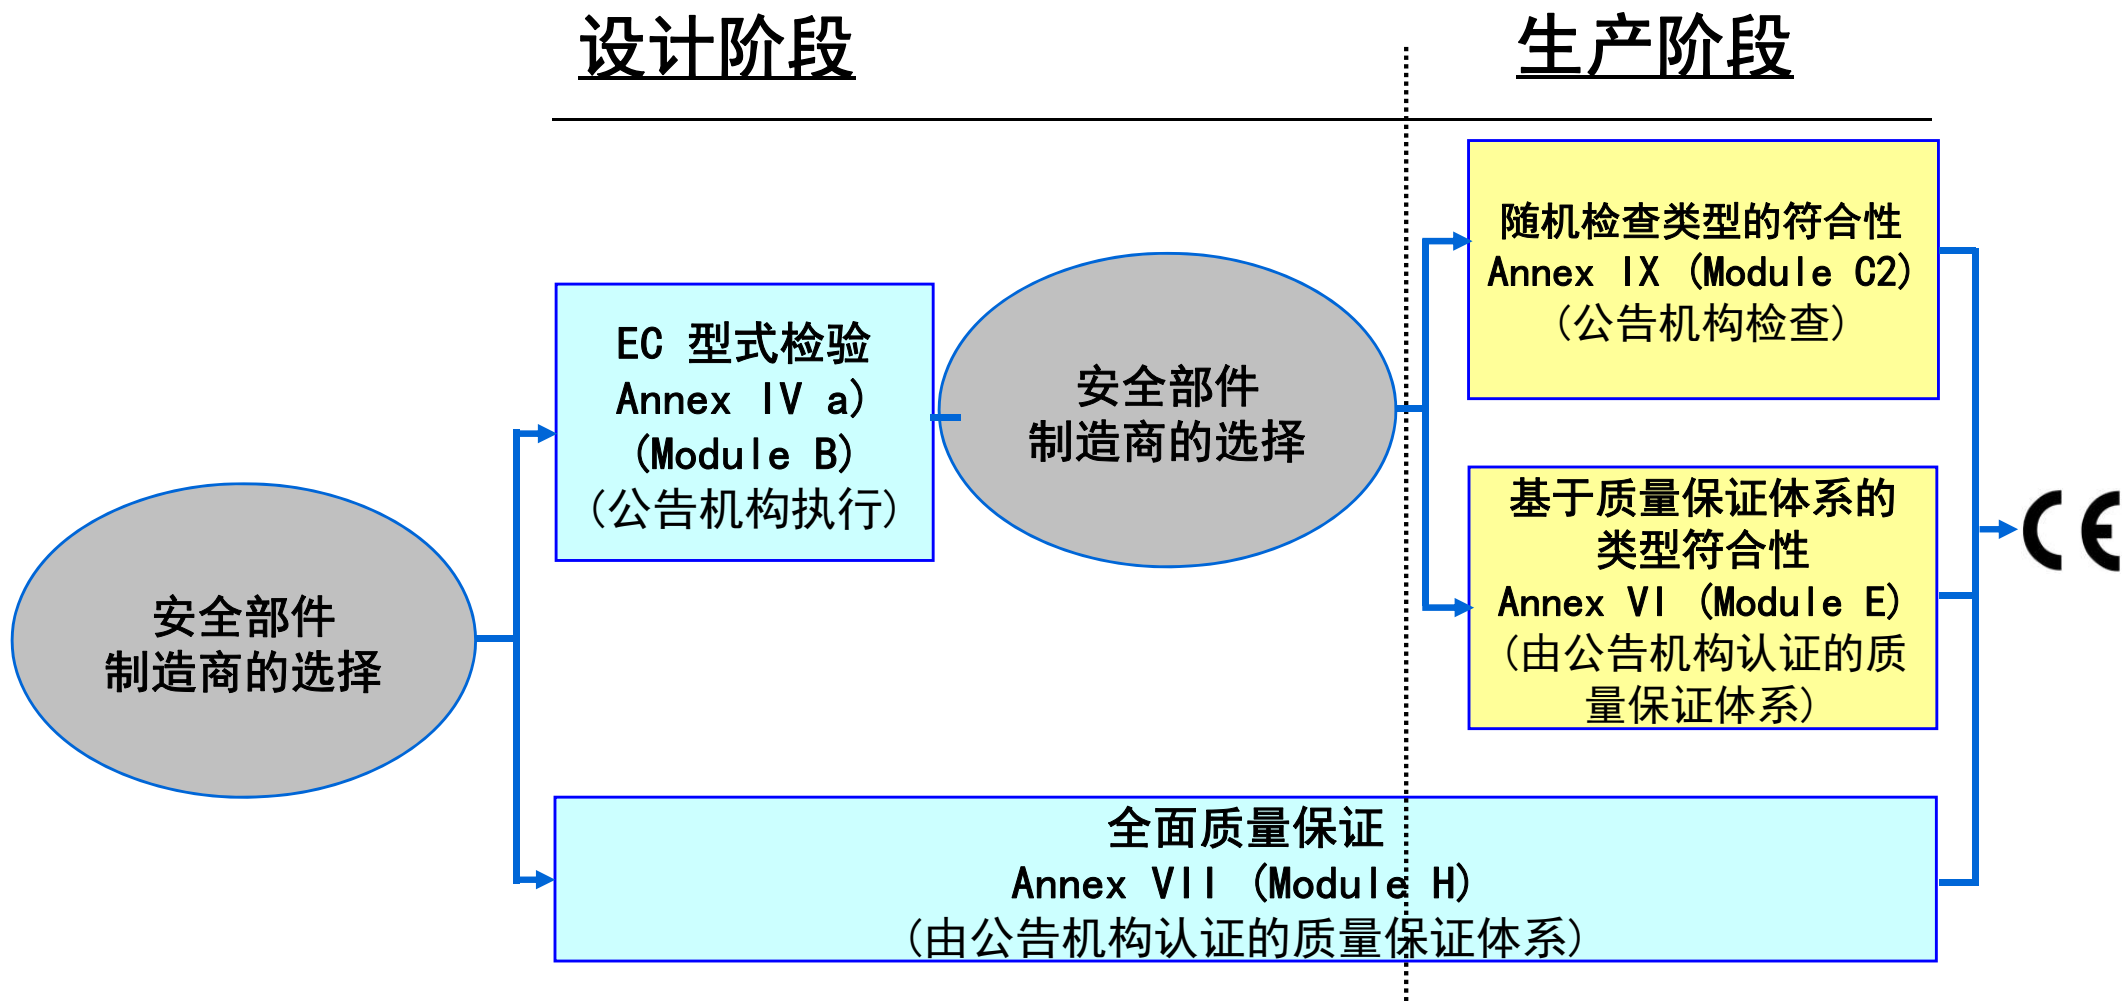 设计阶段
生产阶段
随机检查类型的符合性
Annex IX (Module C2)
(公告机构检查)
EC 型式检验
Annex IV a)
(Module B)
(公告机构执行)
安全部件
制造商的选择
基于质量保证体系的
类型符合性
Annex VI (Module E)
(由公告机构认证的质
量保证体系)
CE
安全部件
制造商的选择
全面质量保证
Annex VII (Module H)
(由公告机构认证的质量保证体系)